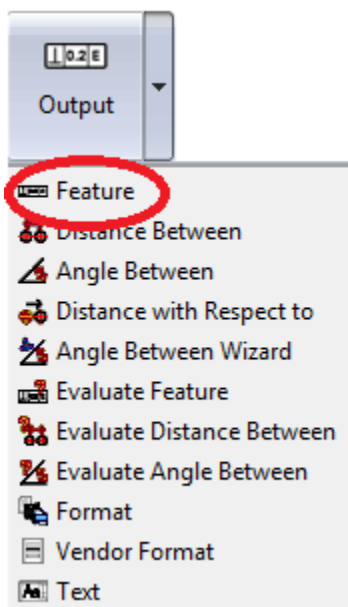 ⊥ 0.2 E
Output
Feature
Distance Between
Angle Between
Distance with Respect to
Angle Between Wizard
Evaluate Feature
Evaluate Distance Between
Evaluate Angle Between
Format
Vendor Format
Aa
Text